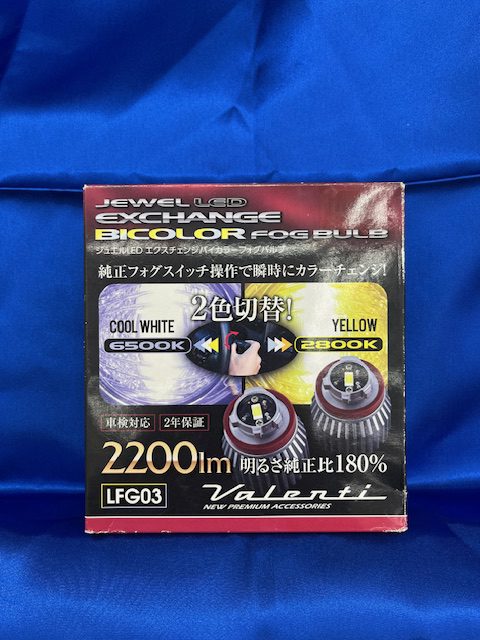 JEWEL LED
EXCHANGE
BICOLOR FOG BULB
ジュエルLED エクスチェンジバイカラーフォグバルブ
純正フォグスイッチ操作で瞬時にカラーチェンジ!
2色切替!
COOL WHITE
6500K
YELLOW
2800K
車検対応 2年保証
2200lm 明るさ純正比180%
LFG03 Valenti
NEW PREMIUM ACCESSORIES